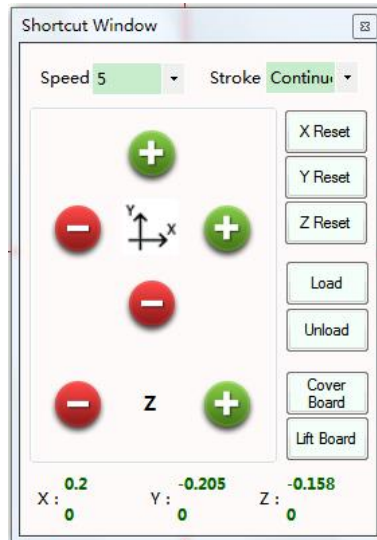 Shortcut Window
Speed 5 Stroke Continu
X Reset
Y Reset
Y X
Z Reset
Load
Unload
Z
Cover
Board
Lift Board
X : 0.2 Y : -0.205 Z : -0.158
0 0 0